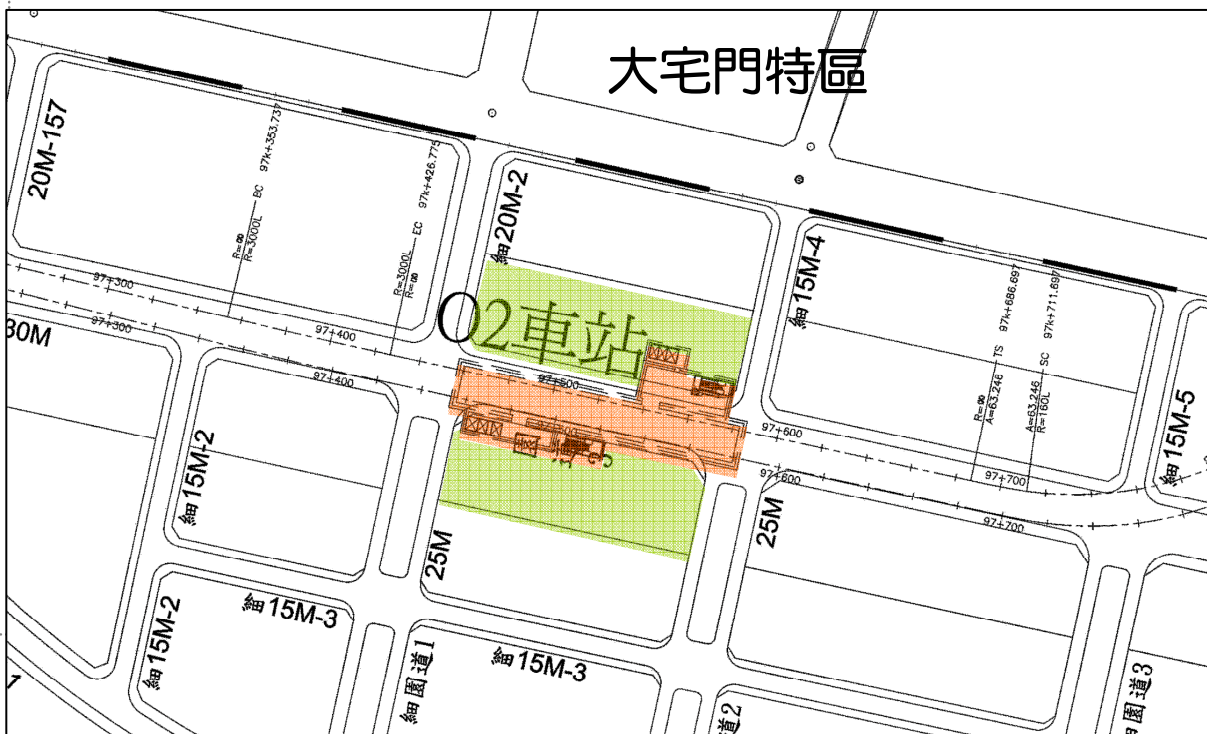 大宅門特區
20M-157
BC 97k+353.737
R=∞
R=3000L
EC 97k+426.775
R=3000L
R=∞
細20M-2
細15M-4
TS 97k+686.697
R=∞
A=63.246
SC 97k+711.697
A=63.246
R=160L
細15M-5
O2車站
97+300
97+300
30M
97+400
97+400
97+500
97+600
97+600
97+700
97+700
細15M-2
25M
25M
細15M-2
細15M-3
細15M-3
細園道1
道2
園道3